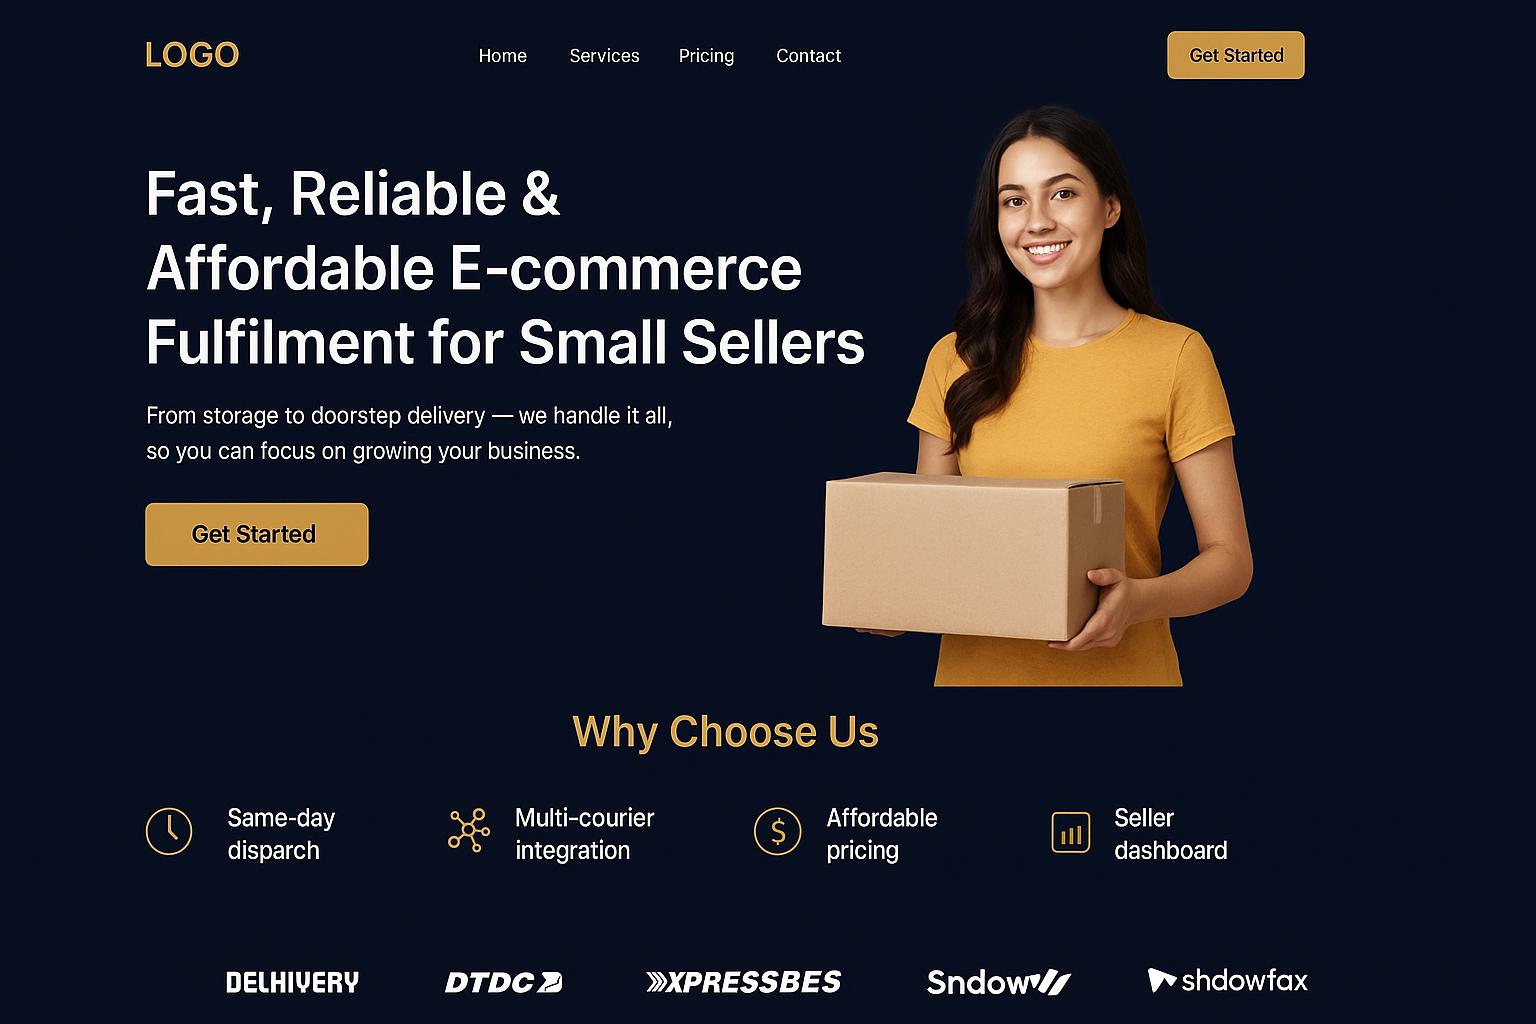 LOGO
Home Services Pricing Contact
Get Started
Fast, Reliable &
Affordable E-commerce
Fulfilment for Small Sellers
From storage to doorstep delivery — we handle it all,
so you can focus on growing your business.
Get Started
Why Choose Us
Same-day
disparch
Multi-courier
integration
Affordable
pricing
Seller
dashboard
DELHIVERY
DTDC
XPRESSBES
Sndow
shdowfax